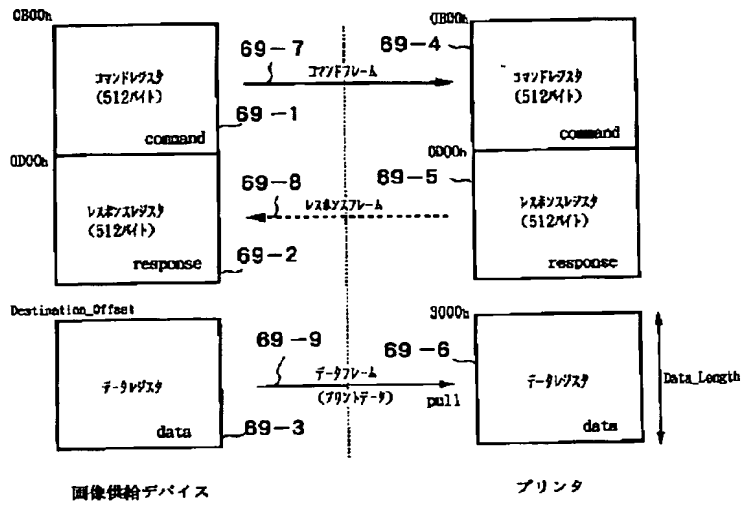 0B00h
コマンドレジスタ
(512バイト)
command
69-1
0D00h
レスポンスレジスタ
(512バイト)
response
69-2
Destination_Offset
データレジスタ
data
69-3
画像供給デバイス
69-7
コマンドフレーム
69-8
レスポンスフレーム
69-9
データフレーム
(プリントデータ)
pull
0B00h
69-4
コマンドレジスタ
(512バイト)
command
0D00h
69-5
レスポンスレジスタ
(512バイト)
response
3000h
69-6
データレジスタ
data
Data_Length
プリンタ